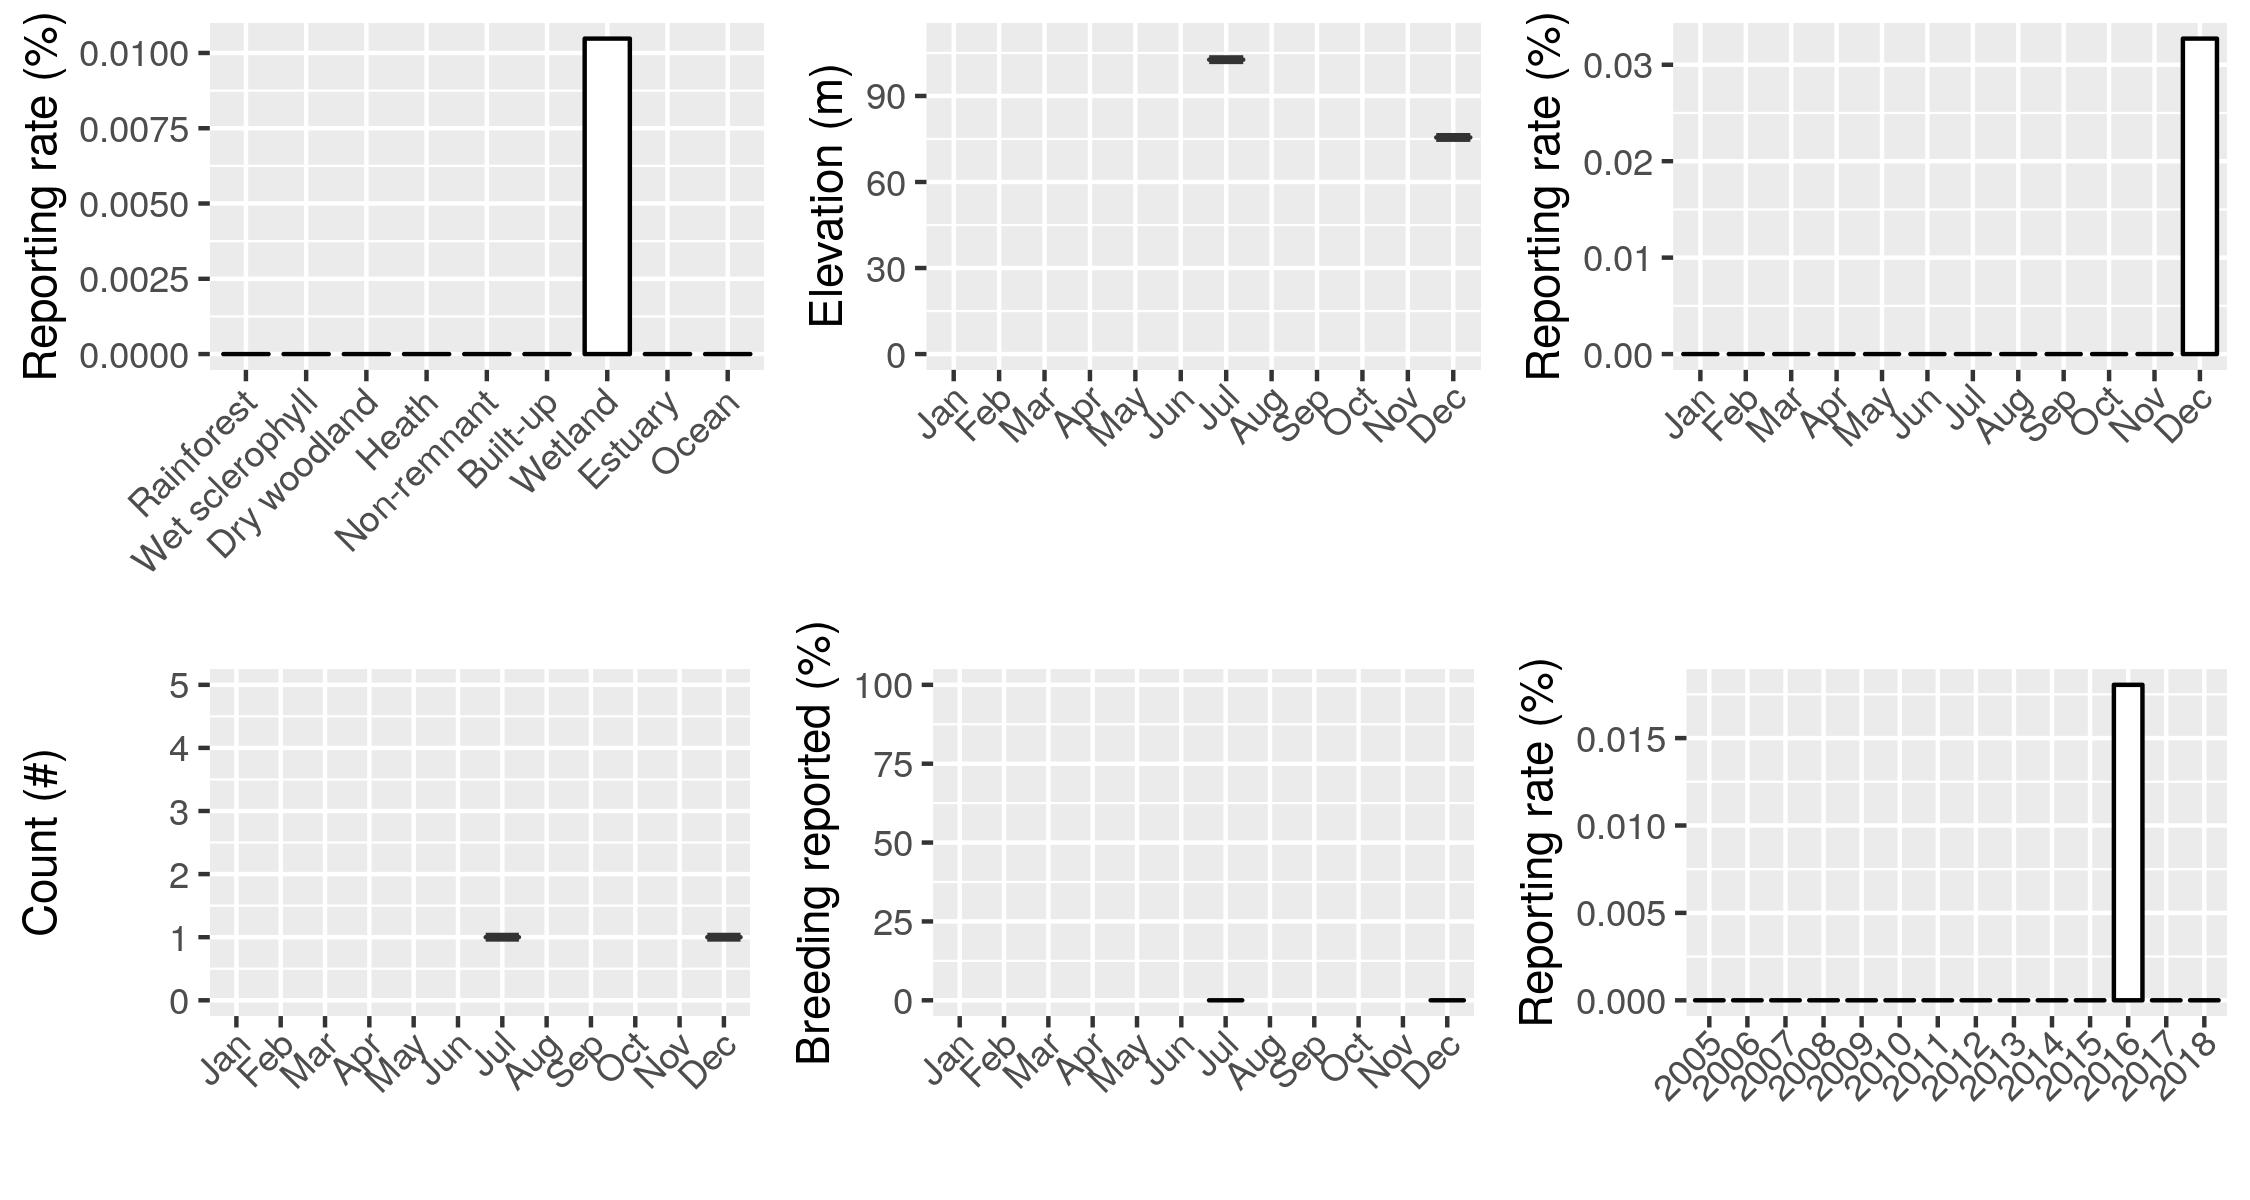 Reporting rate (%)
0.0100
0.0075
0.0050
0.0025
0.0000
Rainforest
Wet sclerophyll
Dry woodland
Heath
Non-remnant
Built-up
Wetland
Estuary
Ocean
Elevation (m)
90
60
30
0
Jan
Feb
Mar
Apr
May
Jun
Jul
Aug
Sep
Oct
Nov
Dec
Reporting rate (%)
0.03
0.02
0.01
0.00
Jan
Feb
Mar
Apr
May
Jun
Jul
Aug
Sep
Oct
Nov
Dec
Count (#)
5
4
3
2
1
0
Jan
Feb
Mar
Apr
May
Jun
Jul
Aug
Sep
Oct
Nov
Dec
Breeding reported (%)
100
75
50
25
0
Jan
Feb
Mar
Apr
May
Jun
Jul
Aug
Sep
Oct
Nov
Dec
Reporting rate (%)
0.015
0.010
0.005
0.000
2005
2006
2007
2008
2009
2010
2011
2012
2013
2014
2015
2016
2017
2018